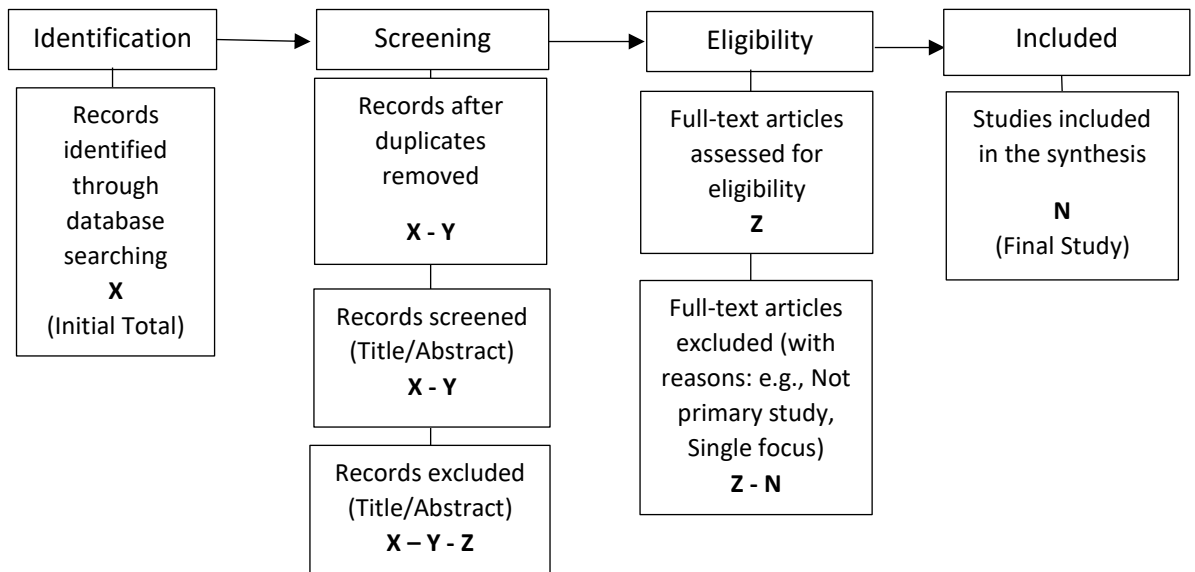 Identification
Records
identified
through
database
searching
X
(Initial Total)
Screening
Records after
duplicates
removed
X - Y
Records screened
(Title/Abstract)
X - Y
Records excluded
(Title/Abstract)
X – Y - Z
Eligibility
Full-text articles
assessed for
eligibility
Z
Full-text articles
excluded (with
reasons: e.g., Not
primary study,
Single focus)
Z - N
Included
Studies included
in the synthesis
N
(Final Study)